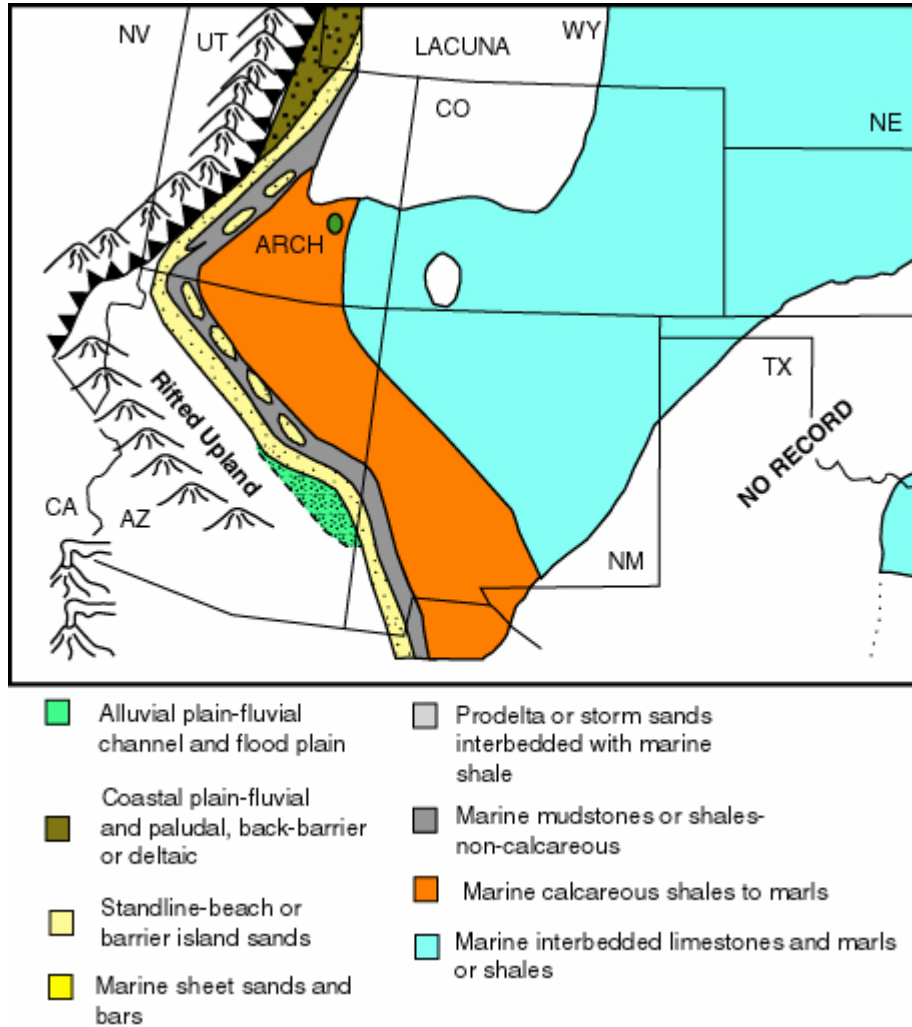 NV
UT
LACUNA
WY
CO
NE
ARCH
TX
Rifted Upland
NO RECORD
CA
AZ
NM
Alluvial plain-fluvial
channel and flood plain
Coastal plain-fluvial
and paludal, back-barrier
or deltaic
Standline-beach or
barrier island sands
Marine sheet sands and
bars
Prodelta or storm sands
interbedded with marine
shale
Marine mudstones or shales-
non-calcareous
Marine calcareous shales to marls
Marine interbedded limestones and marls
or shales